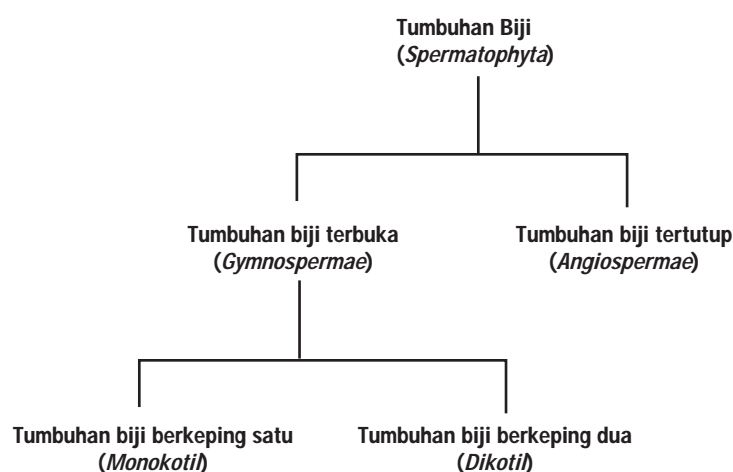 Tumbuhan Biji
(Spermatophyta)
Tumbuhan biji terbuka
(Gymnospermae)
Tumbuhan biji tertutup
(Angiospermae)
Tumbuhan biji berkeping satu
(Monokotil)
Tumbuhan biji berkeping dua
(Dikotil)